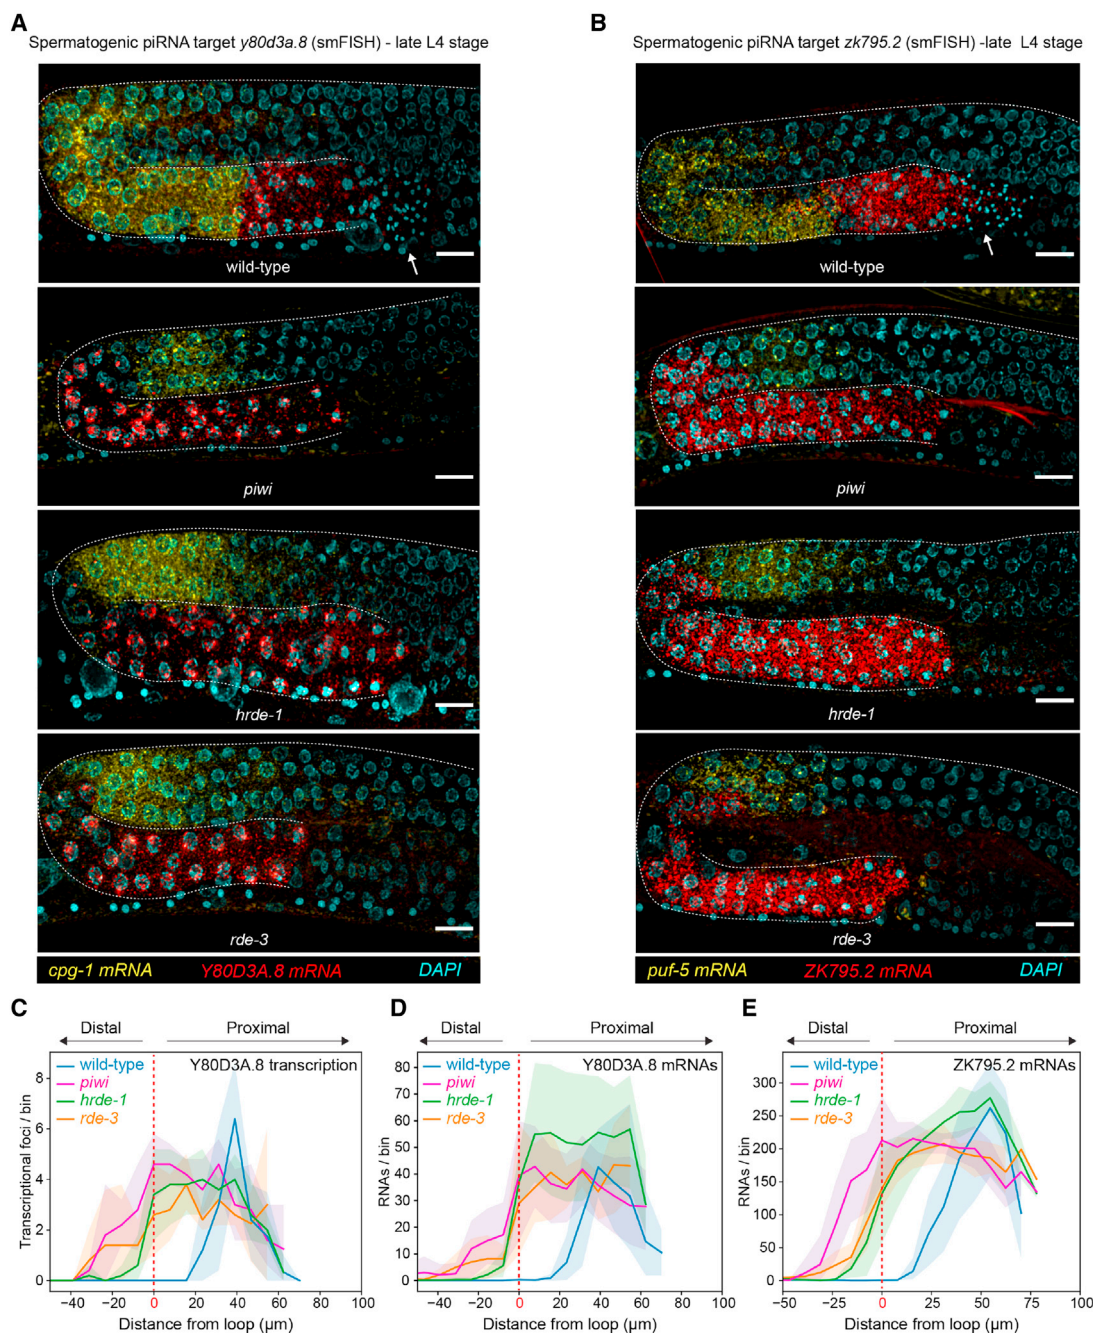 A
Spermatogenic piRNA target y80d3a.8 (smFISH) - late L4 stage
wild-type
piwi
hrde-1
rde-3
cpg-1 mRNA Y80D3A.8 mRNA DAPI
B
Spermatogenic piRNA target zk795.2 (smFISH) -late L4 stage
wild-type
piwi
hrde-1
rde-3
puf-5 mRNA ZK795.2 mRNA DAPI
C
Distal Proximal
Y80D3A.8 transcription
wild-type
piwi
hrde-1
rde-3
Transcriptional foci / bin
8
6
4
2
0
−40 −20 0 20 40 60 80 100
Distance from loop (µm)
D
Distal Proximal
Y80D3A.8 mRNAs
wild-type
piwi
hrde-1
rde-3
RNAs / bin
80
70
60
50
40
30
20
10
0
−40 −20 0 20 40 60 80 100
Distance from loop (µm)
E
Distal Proximal
ZK795.2 mRNAs
wild-type
piwi
hrde-1
rde-3
RNAs / bin
300
250
200
150
100
50
0
−50 −25 0 25 50 75 100
Distance from loop (µm)